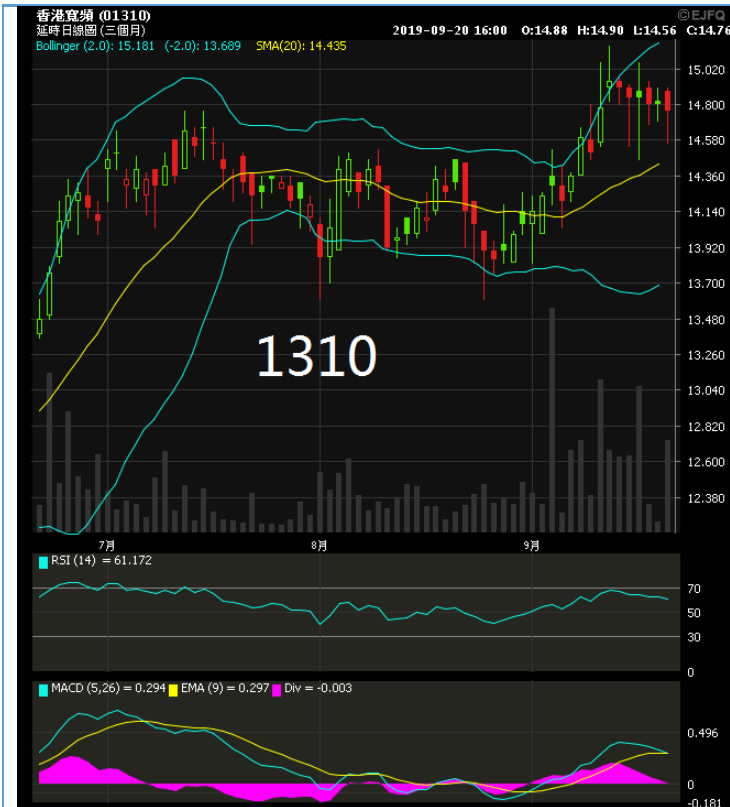 香港寬頻 (01310)
©EJFQ
延時日線圖 (三個月)
2019-09-20 16:00 O:14.88 H:14.90 L:14.56 C:14.76
Bollinger (2.0): 15.181 (-2.0): 13.689 SMA(20): 14.435
15.020
14.800
14.580
14.360
14.140
13.920
13.700
13.480
13.260
13.040
12.820
12.600
12.380
1310
7月 8月 9月
RSI (14) = 61.172
70
50
30
0
MACD (5,26) = 0.294 EMA (9) = 0.297 Div = -0.003
0.496
0
-0.181